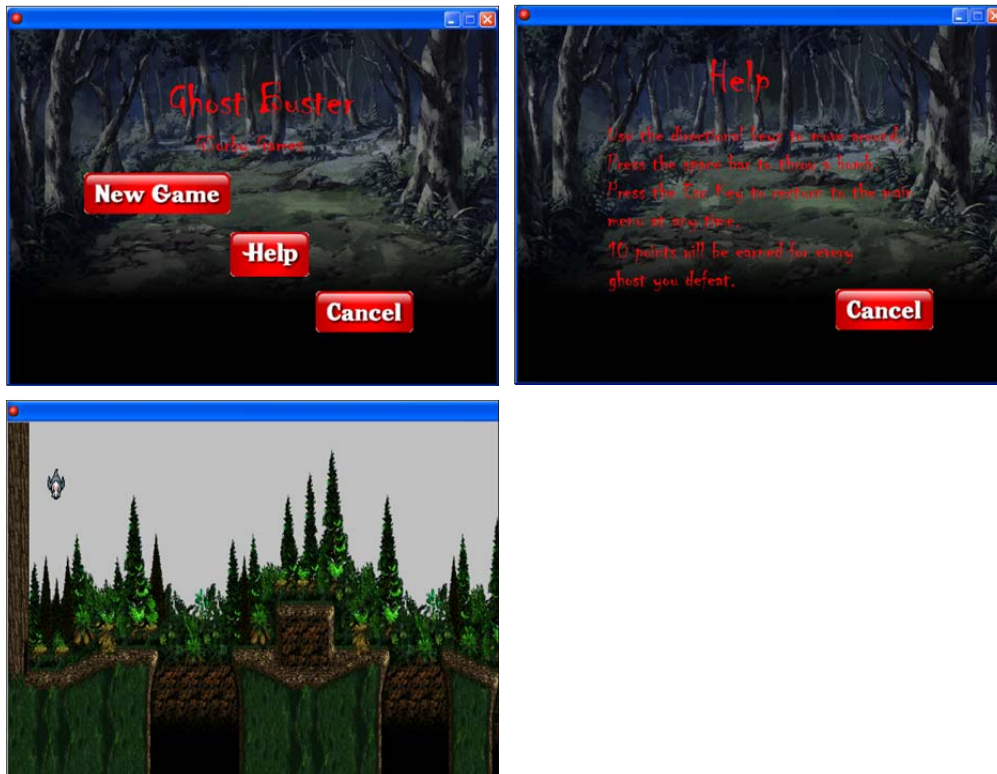 Ghost Buster
Games
New Game
Help
Cancel
Help
Use the directional keys to move around.
Press the space bar to throw a bomb.
Press the Esc Key to return to the main
menu at any time.
10 points will be earned for every
ghost you defeat.
Cancel